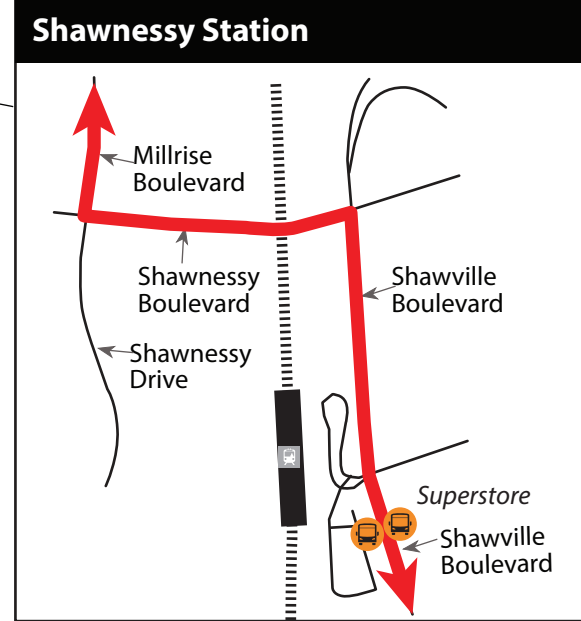 Shawnessy Station
Millrise
Boulevard
Shawnessy
Boulevard
Shawville
Boulevard
Shawnessy
Drive
Superstore
Shawville
Boulevard